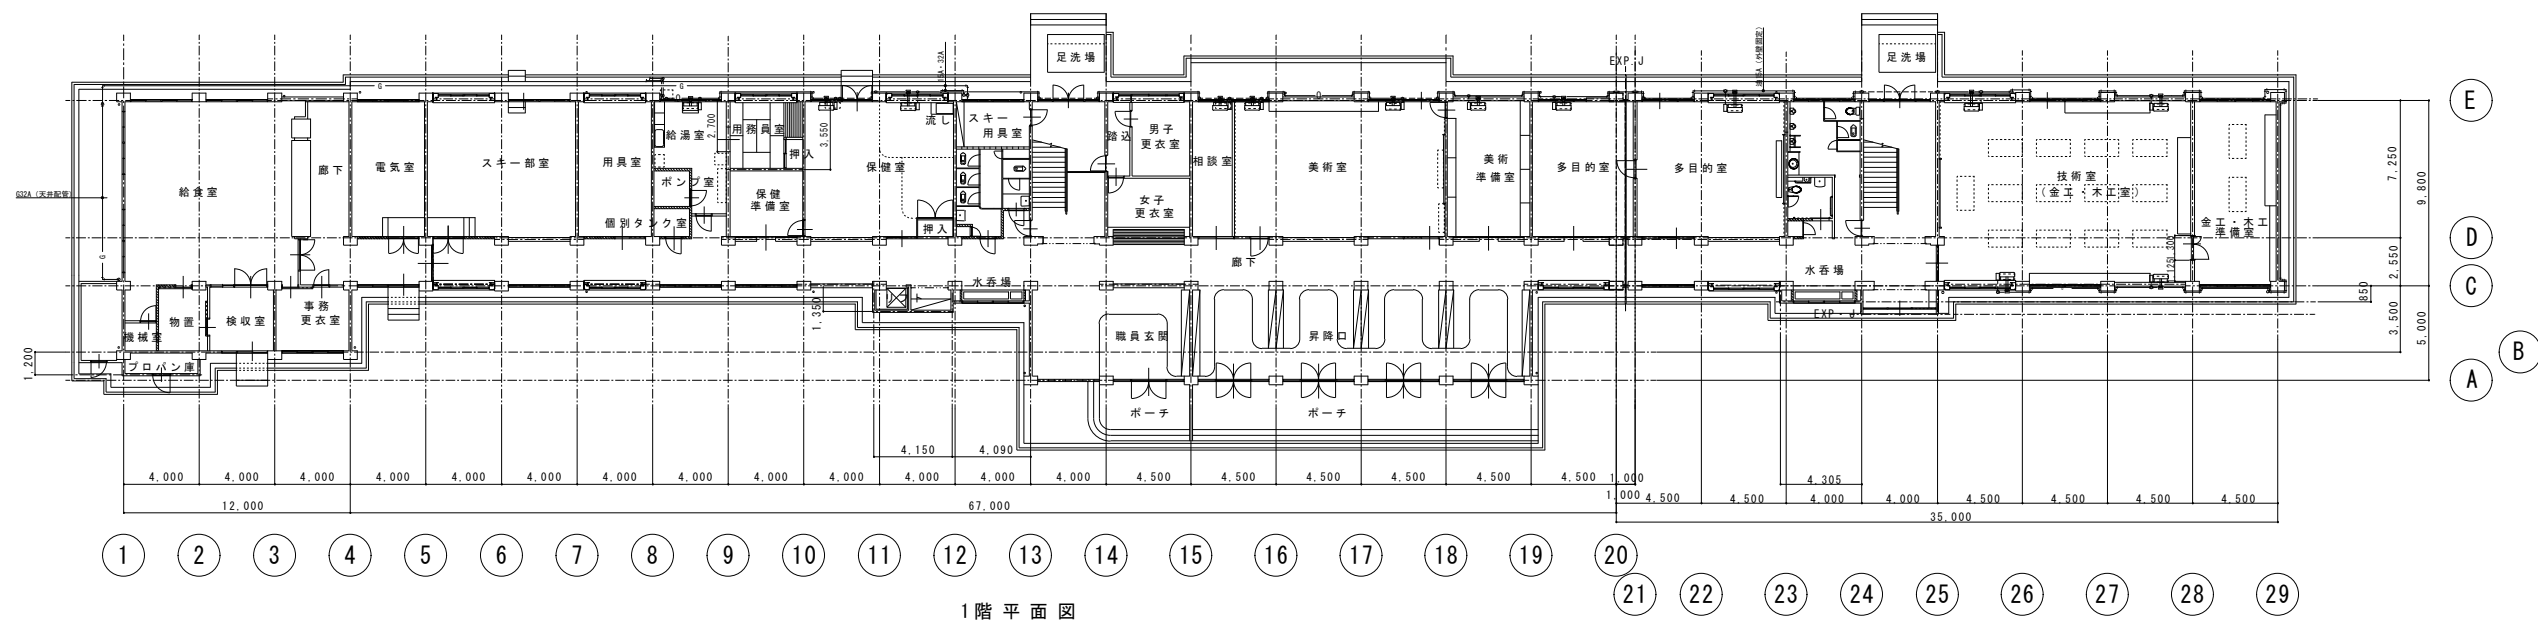 足洗場
足洗場
15A・32A
EXP.J
(外壁固定)
G
G
E
流し
スキー
用具室
給湯室
2,700
用務員室
3,550
押入
踏込
男子
更衣室
廊下
電気室
スキー部室
用具室
保健室
相談室
美術室
美術
準備室
多目的室
多目的室
技術室
(金工・木工室)
7,250
9,800
G32A (天井配管)
給食室
ポンプ室
保健
準備室
女子
更衣室
個別タンク室
押入
金工・木工
準備室
D
G
廊下
水呑場
水呑場
1,300
125
2,550
C
850
事務
更衣室
物置
検収室
機械室
1,350
職員玄関
昇降口
EXP.J
3,500
5,000
B
1,200
プロパン庫
A
ポーチ
ポーチ
4,150
4,090
4,000
4,000
4,000
4,000
4,000
4,000
4,000
4,000
4,000
4,000
4,000
4,000
4,000
4,500
4,500
4,500
4,500
4,500
4,500
1,000
4,305
1,000
4,500
4,500
4,000
4,000
4,500
4,500
4,500
4,500
12,000
67,000
35,000
1
2
3
4
5
6
7
8
9
10
11
12
13
14
15
16
17
18
19
20
21
22
23
24
25
26
27
28
29
1階平面図